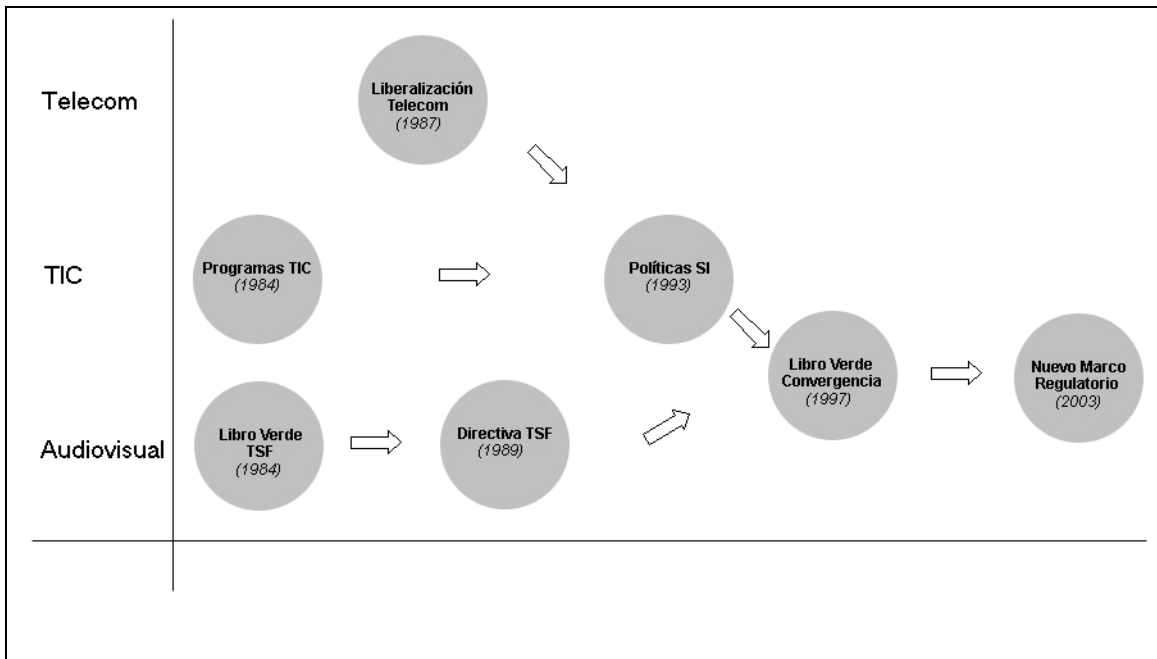 Telecom
Liberalización
Telecom
(1987)
TIC
Programas TIC
(1984)
Políticas SI
(1993)
Libro Verde
Convergencia
(1997)
Nuevo Marco
Regulatorio
(2003)
Audiovisual
Libro Verde
TSF
(1984)
Directiva TSF
(1989)